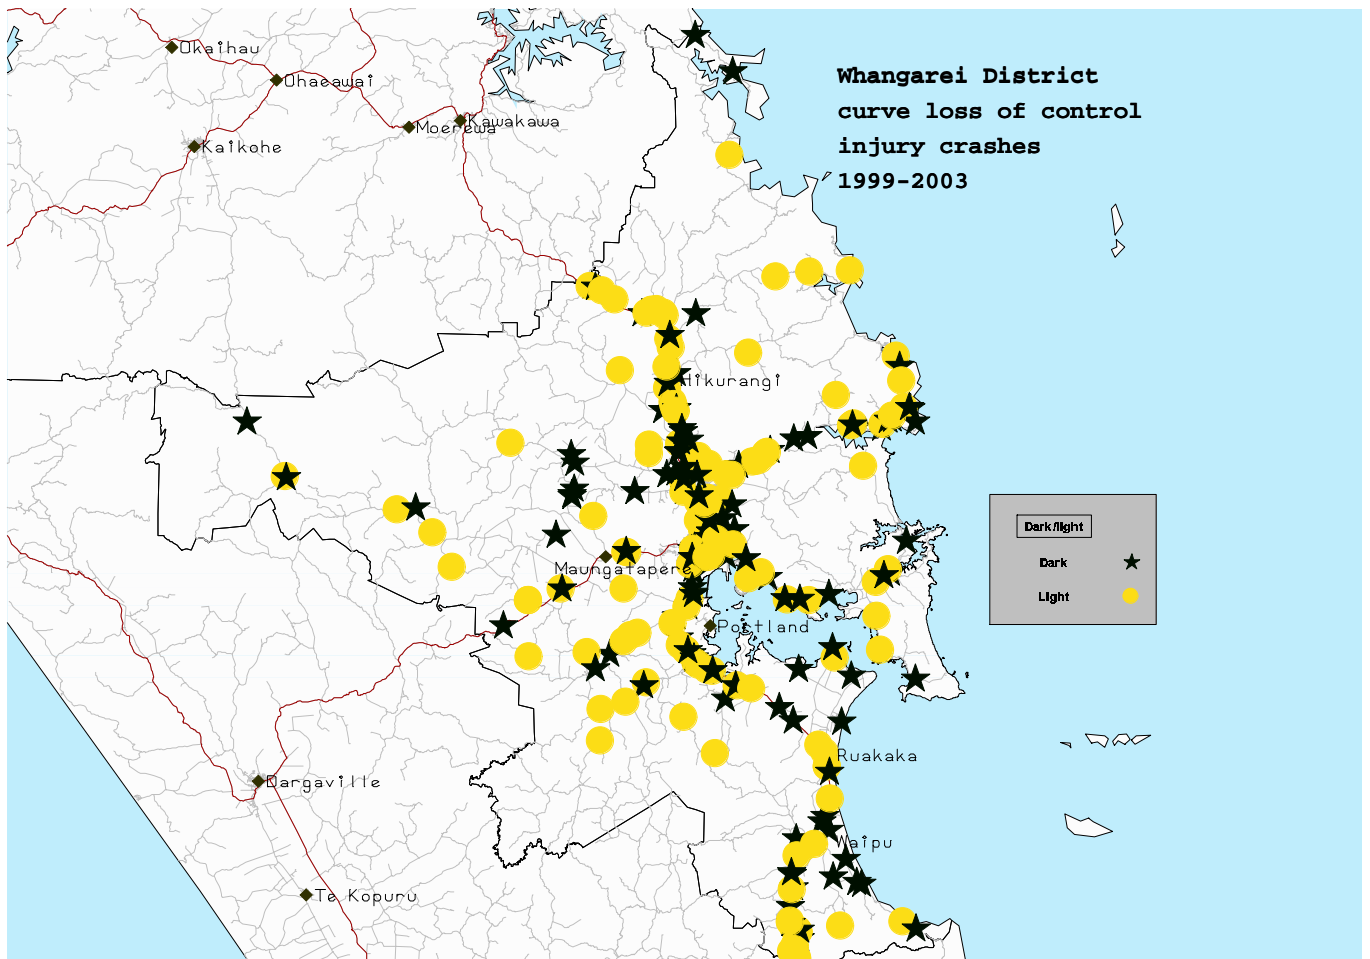 Okaihau
Ohaeawai
Kaikohe
Moerewa
Kawakawa
Whangarei District
curve loss of control
injury crashes
1999-2003
Hikurangi
Dark/light
Dark
Light
Maungatapere
Portland
Ruakaka
Dargaville
Waipu
Te Kopuru